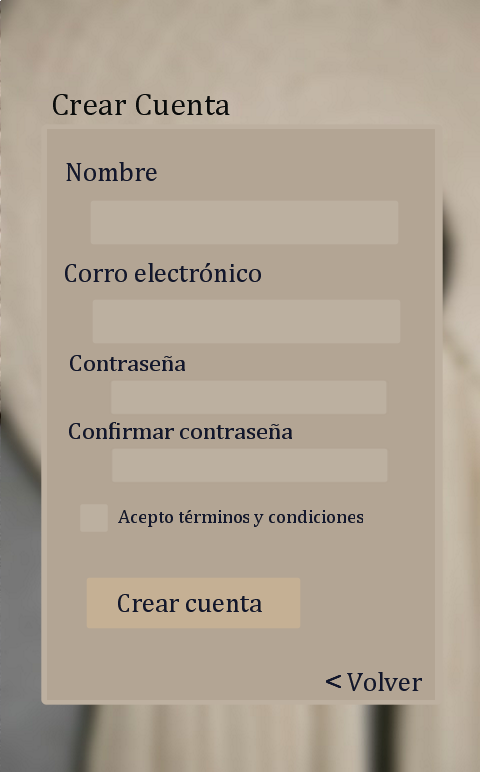 Crear Cuenta
Nombre
Corro electrónico
Contraseña
Confirmar contraseña
Acepto términos y condiciones
Crear cuenta
< Volver